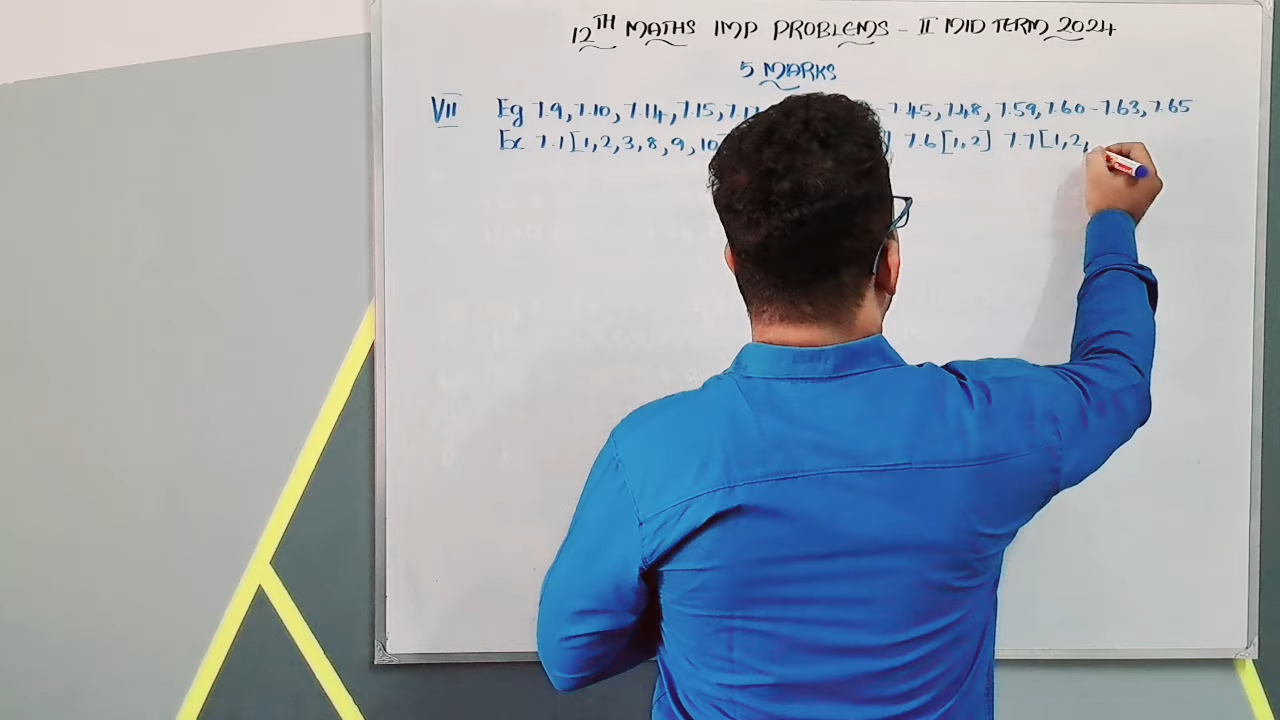 12TH MATHS IMP PROBLEMS - II MID TERM 2024
5 MARKS
VII Eg 7.9, 7.10, 7.14, 7.15, 7.17 - 7.45, 7.48, 7.59, 7.60 - 7.63, 7.65
Ex 7.1 [1, 2, 3, 8, 9, 10 ] 7.6 [1, 2] 7.7 [1, 2,